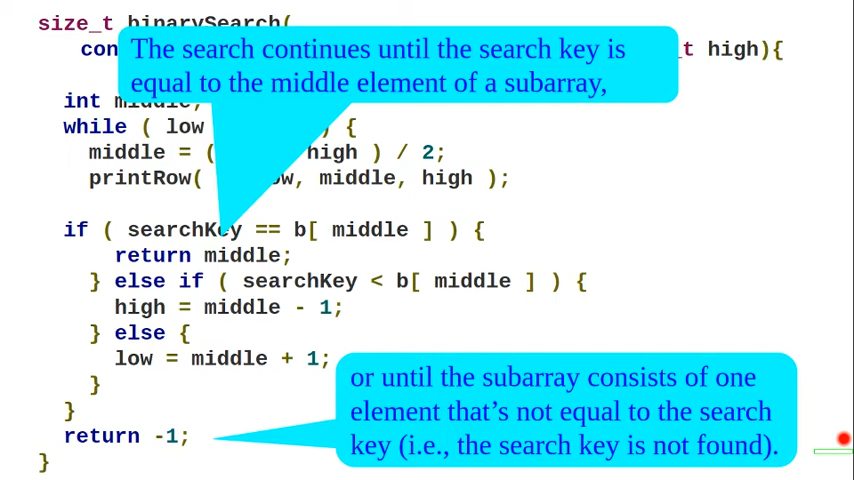 size_t binarySearch(
The search continues until the search key is
equal to the middle element of a subarray,
high){
int middle;
while ( low ) {
middle = ( high ) / 2;
printRow( middle, high );
if ( searchKey == b[ middle ] ) {
return middle;
} else if ( searchKey < b[ middle ] ) {
high = middle - 1;
} else {
low = middle + 1;
}
}
return -1;
}
or until the subarray consists of one
element that’s not equal to the search
key (i.e., the search key is not found).